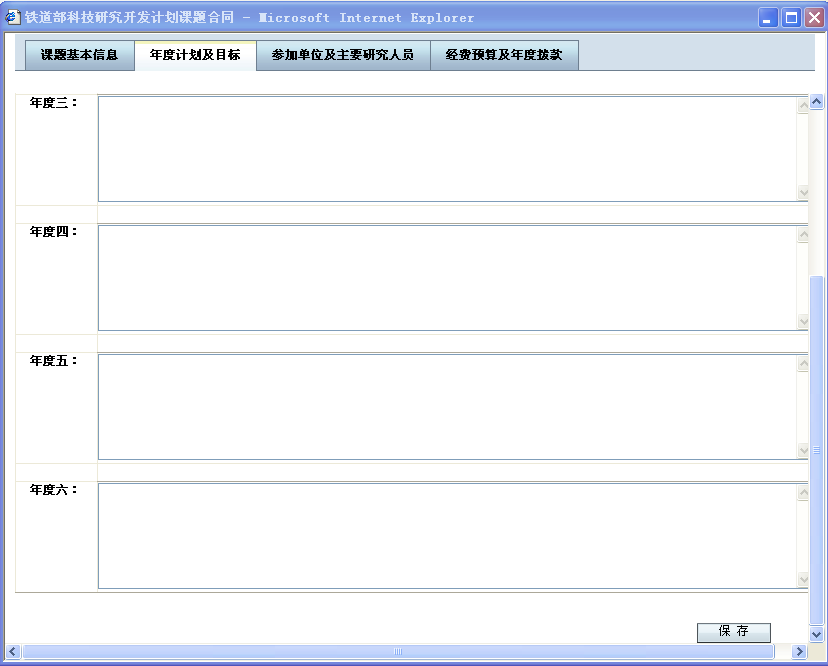 铁道部科技研究开发计划课题合同 - Microsoft Internet Explorer
课题基本信息 年度计划及目标 参加单位及主要研究人员 经费预算及年度拨款
年度三：
年度四：
年度五：
年度六：
保 存